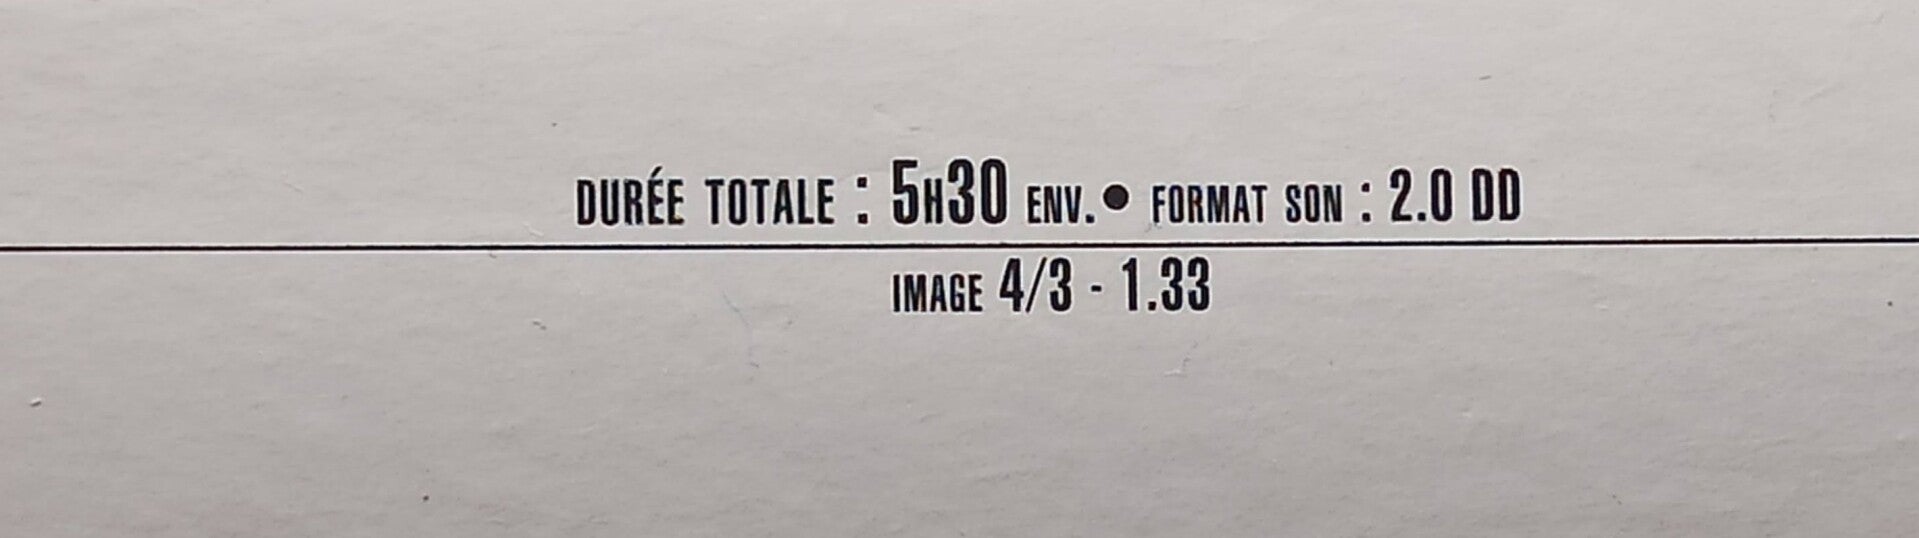 DURÉE TOTALE : 5H30 ENV. ● FORMAT SON : 2.0 DD
IMAGE 4/3 - 1.33